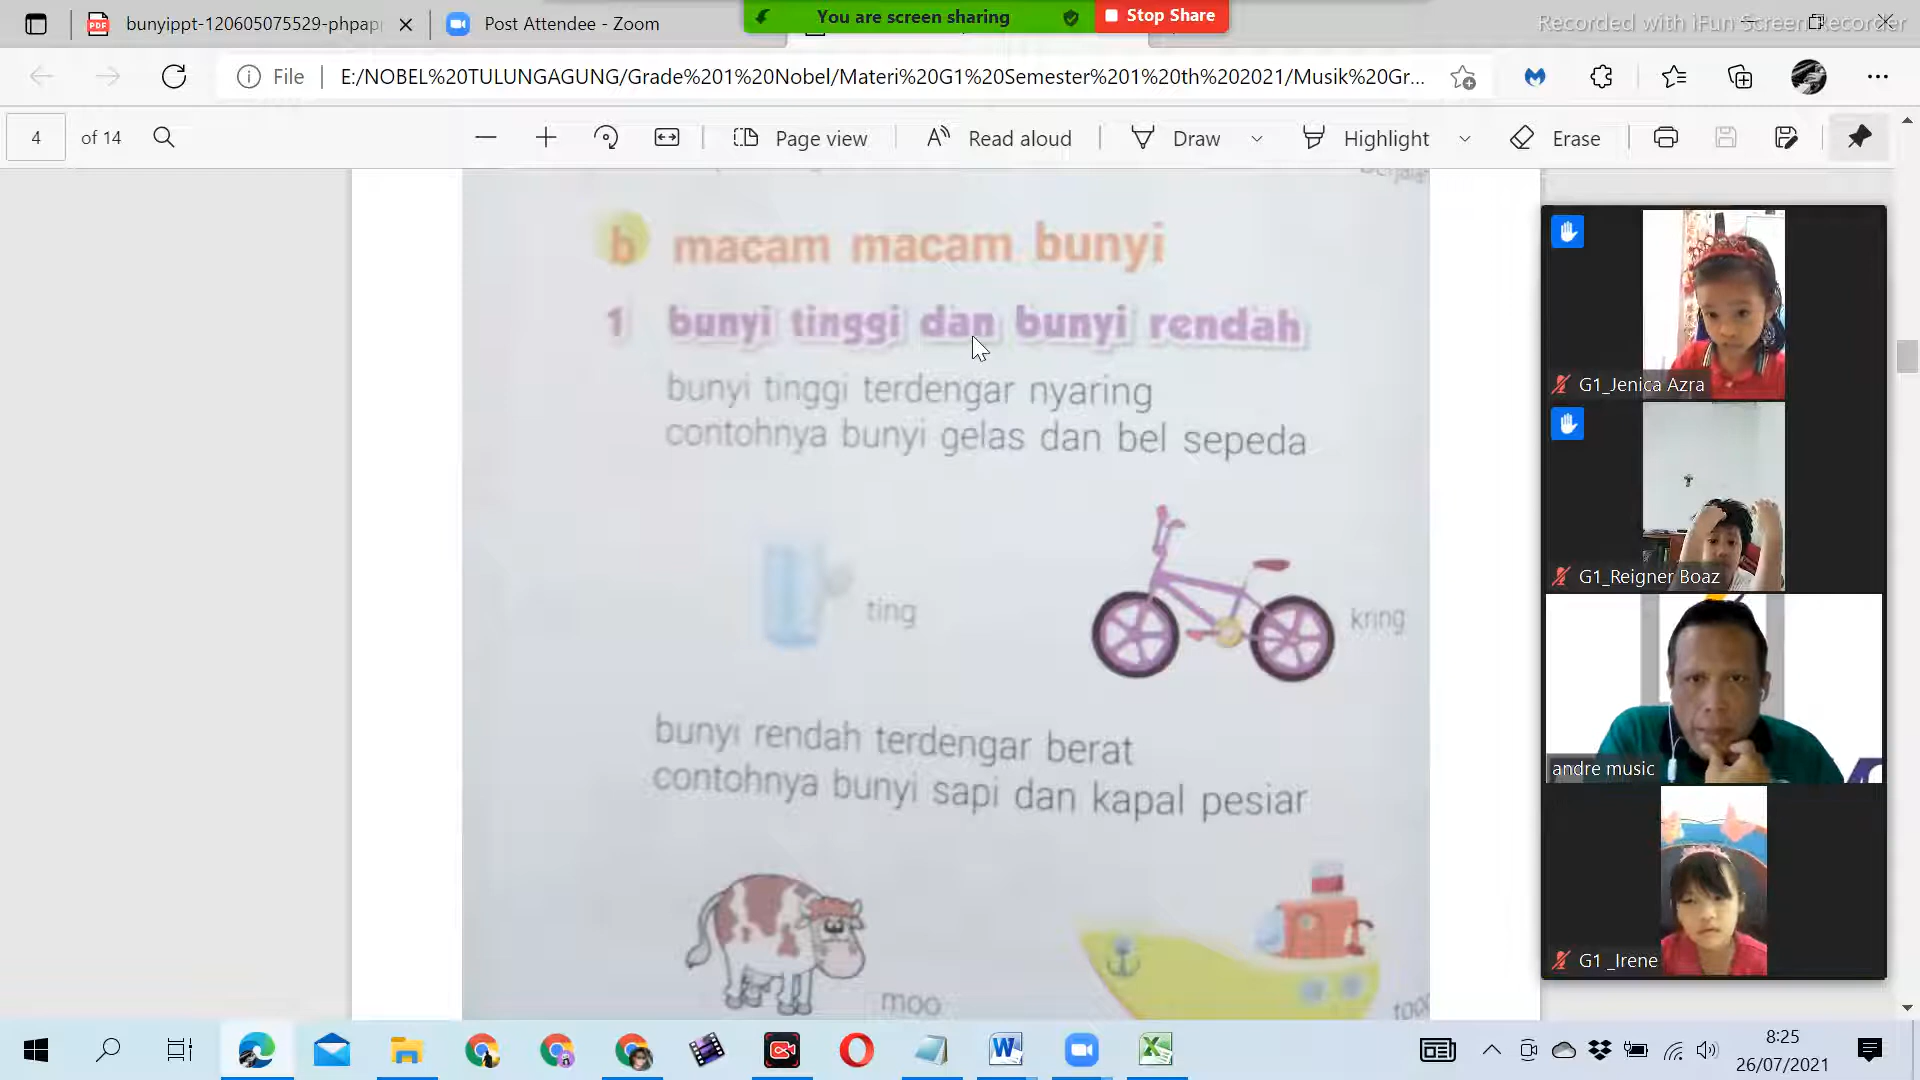 bunyippt-120605075529-phpap
Post Attendee - Zoom
You are screen sharing
Stop Share
Recorded with iFun Screen Recorder
File
E:/NOBEL%20TULUNGAGUNG/Grade%201%20Nobel/Materi%20G1%20Semester%201%20th%202021/Musik%20Gr...
4
of 14
Page view
Read aloud
Draw
Highlight
Erase
b macam macam bunyi
1 bunyi tinggi dan bunyi rendah
bunyi tinggi terdengar nyaring
contohnya bunyi gelas dan bel sepeda
ting
kring
bunyi rendah terdengar berat
contohnya bunyi sapi dan kapal pesiar
moo
G1_Jenica Azra
G1_Reigner Boaz
andre music
G1 _Irene
8:25
26/07/2021